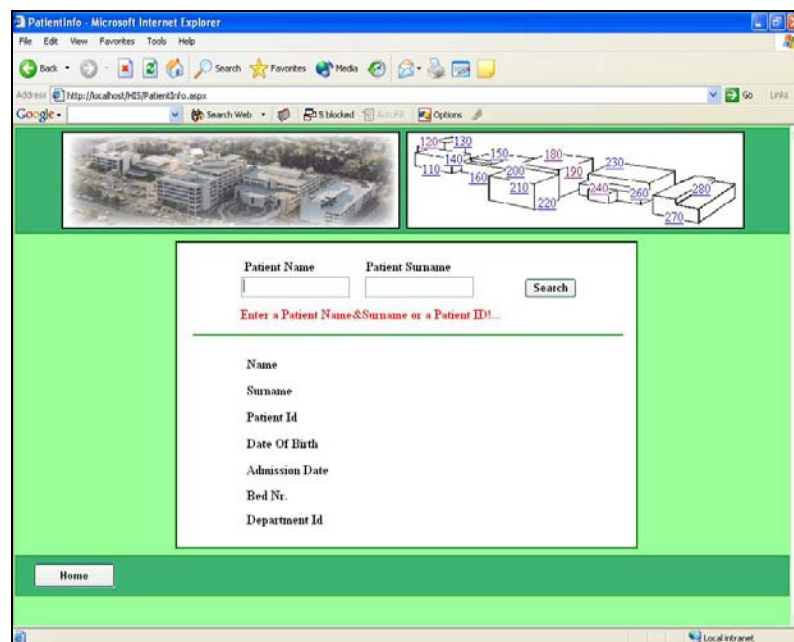 PatientInfo - Microsoft Internet Explorer
File Edit View Favorites Tools Help
Back Search Favorites Media
Address http://localhost/HIS/PatientInfo.aspx Go Links
Google Search Web 5 blocked AutoFill Options
120 130
110 140 150 180 230
160 200 190
210 240 260 280
220 270
Patient Name Patient Surname
Search
Enter a Patient Name&Surname or a Patient ID!...
Name
Surname
Patient Id
Date Of Birth
Admission Date
Bed Nr.
Department Id
Home
Local intranet